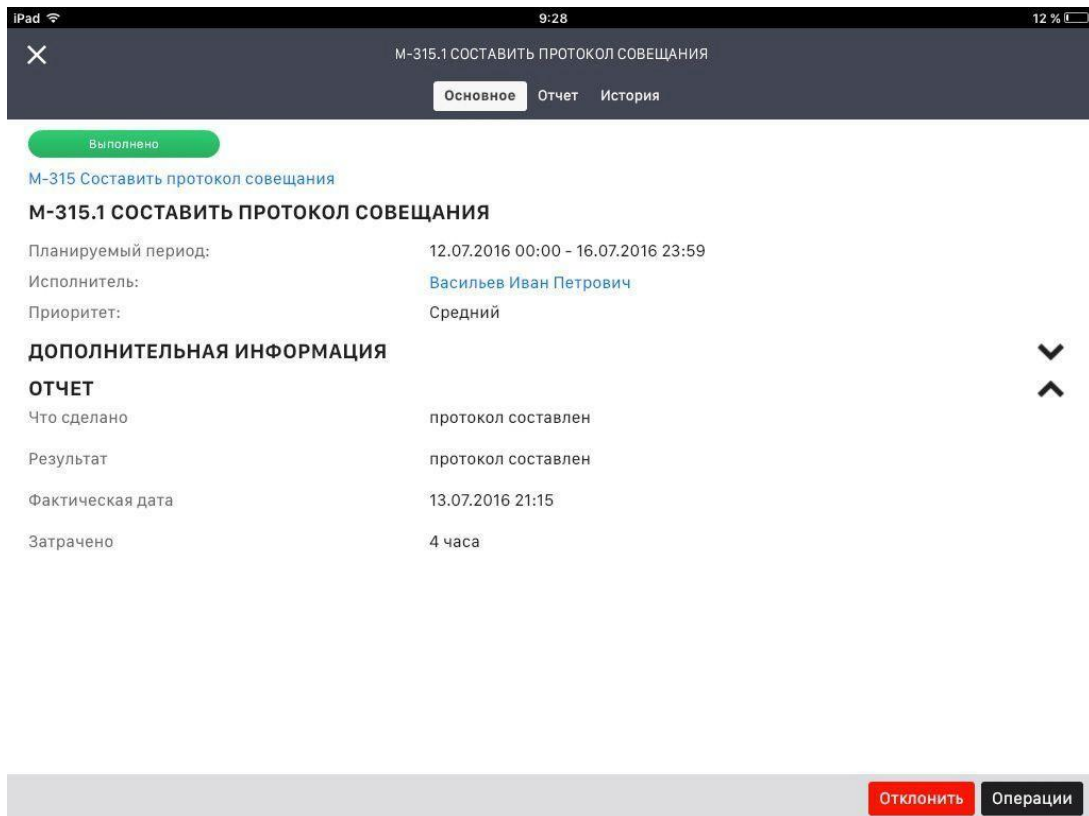 iPad 9:28 12 %
М-315.1 СОСТАВИТЬ ПРОТОКОЛ СОВЕЩАНИЯ
Основное Отчет История
Выполнено
М-315 Составить протокол совещания
М-315.1 СОСТАВИТЬ ПРОТОКОЛ СОВЕЩАНИЯ
Планируемый период: 12.07.2016 00:00 - 16.07.2016 23:59
Исполнитель: Васильев Иван Петрович
Приоритет: Средний
ДОПОЛНИТЕЛЬНАЯ ИНФОРМАЦИЯ
ОТЧЕТ
Что сделано протокол составлен
Результат протокол составлен
Фактическая дата 13.07.2016 21:15
Затрачено 4 часа
Отклонить Операции